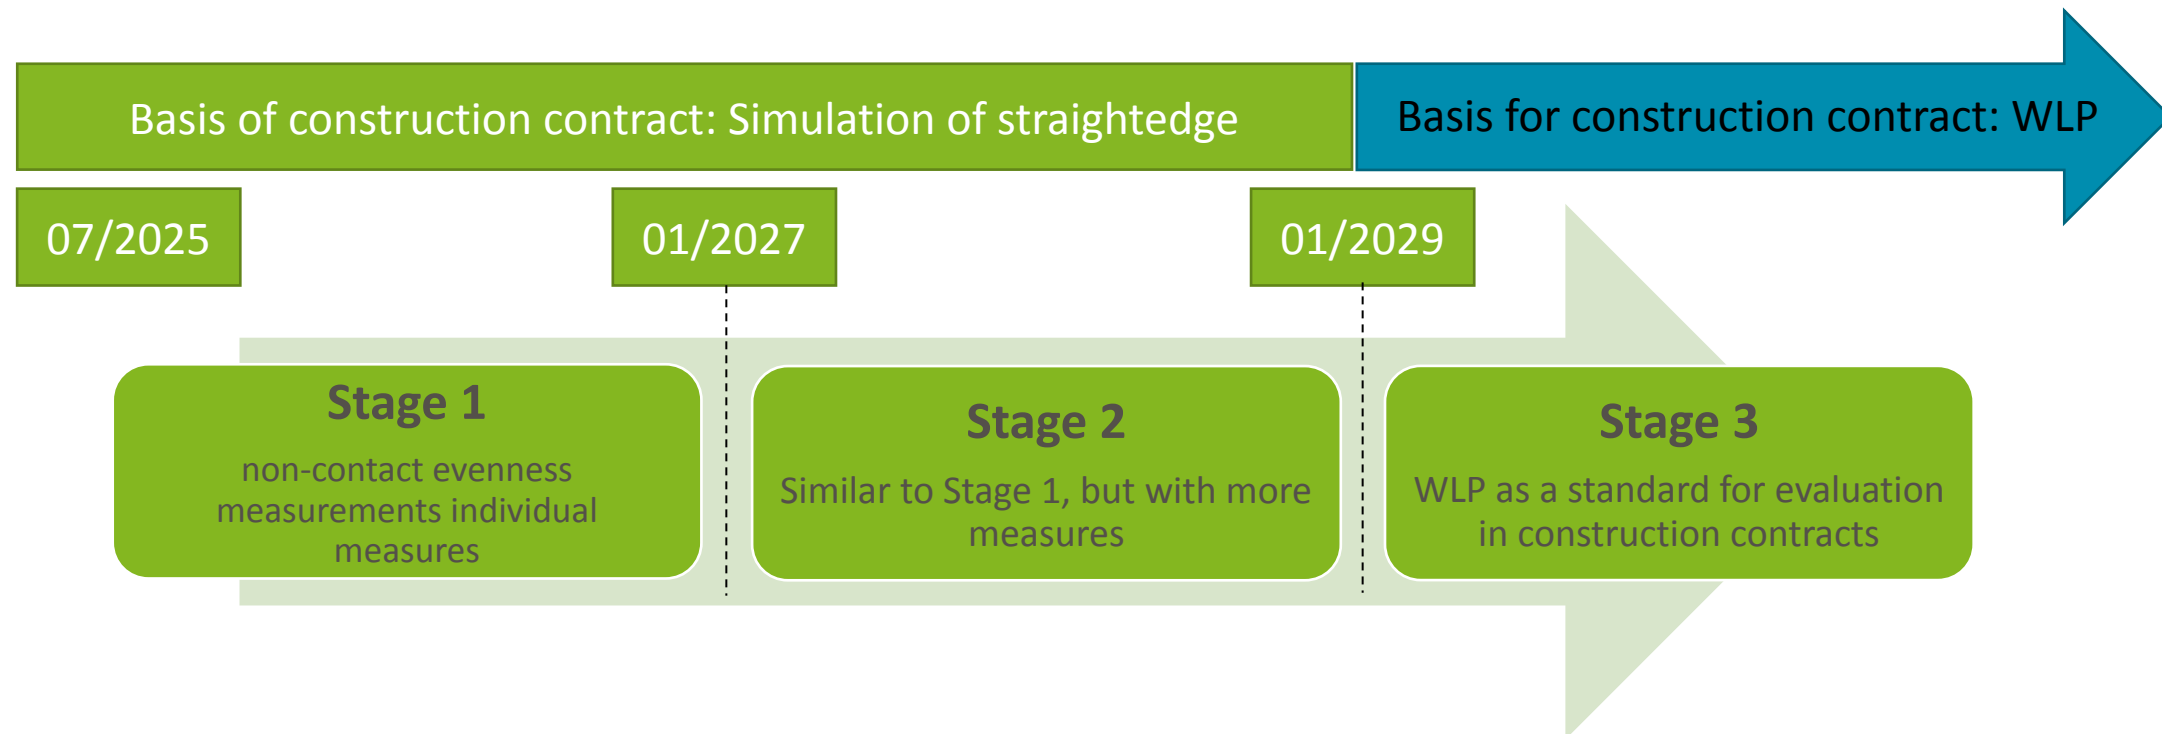 Basis of construction contract: Simulation of straightedge
Basis for construction contract: WLP
07/2025
01/2027
01/2029
Stage 1
non-contact evenness
measurements individual
measures
Stage 2
Similar to Stage 1, but with more
measures
Stage 3
WLP as a standard for evaluation
in construction contracts